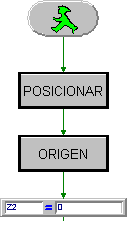 POSICIONAR
ORIGEN
Z2 = 0